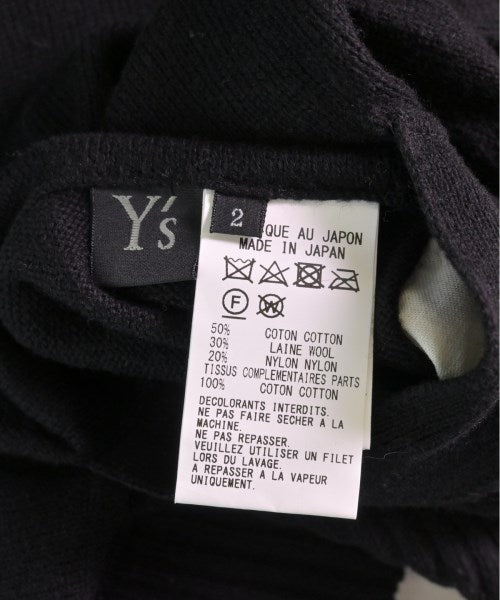 Y's
2
QUE AU JAPON
MADE IN JAPAN
F
W
50% COTON COTTON
30% LAINE WOOL
20% NYLON NYLON
TISSUS COMPLEMENTAIRES PARTS
100% COTON COTTON
DECOLORANTS INTERDITS.
NE PAS FAIRE SECHER A LA
MACHINE.
NE PAS REPASSER.
VEUILLEZ UTILISER UN FILET
LORS DU LAVAGE.
A REPASSER A LA VAPEUR
UNIQUEMENT.